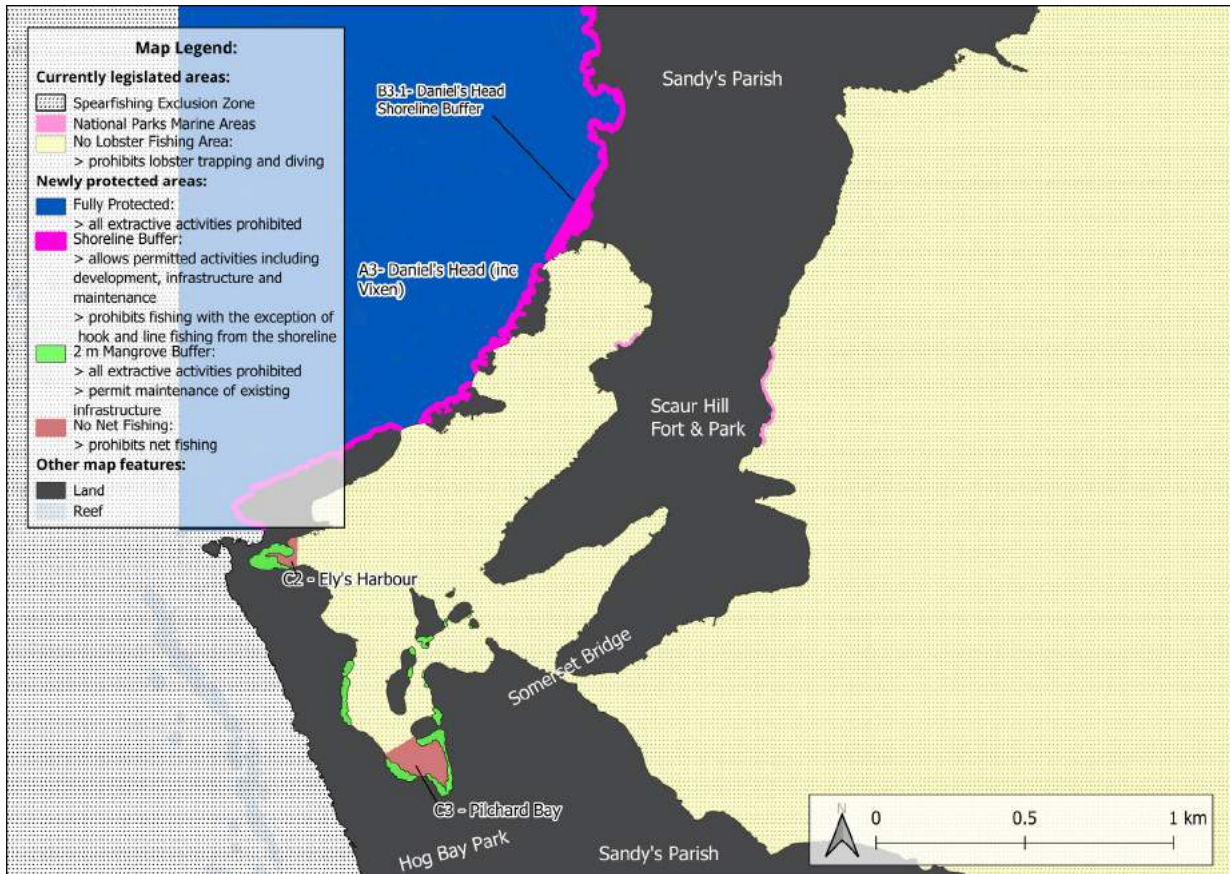 Map Legend:
Currently legislated areas:
Spearfishing Exclusion Zone
National Parks Marine Areas
No Lobster Fishing Area:
> prohibits lobster trapping and diving
Newly protected areas:
Fully Protected:
> all extractive activities prohibited
Shoreline Buffer:
> allows permitted activities including
development, infrastructure and
maintenance
> prohibits fishing with the exception of
hook and line fishing from the shoreline
2 m Mangrove Buffer:
> all extractive activities prohibited
> permit maintenance of existing
infrastructure
No Net Fishing:
> prohibits net fishing
Other map features:
Land
Reef
Sandy's Parish
B3.1- Daniel's Head
Shoreline Buffer
A3- Daniel's Head (inc
Vixen)
Scaur Hill
Fort & Park
C2 - Ely's Harbour
Somerset Bridge
C3 - Pilchard Bay
Hog Bay Park
Sandy's Parish
N
0 0.5 1 km